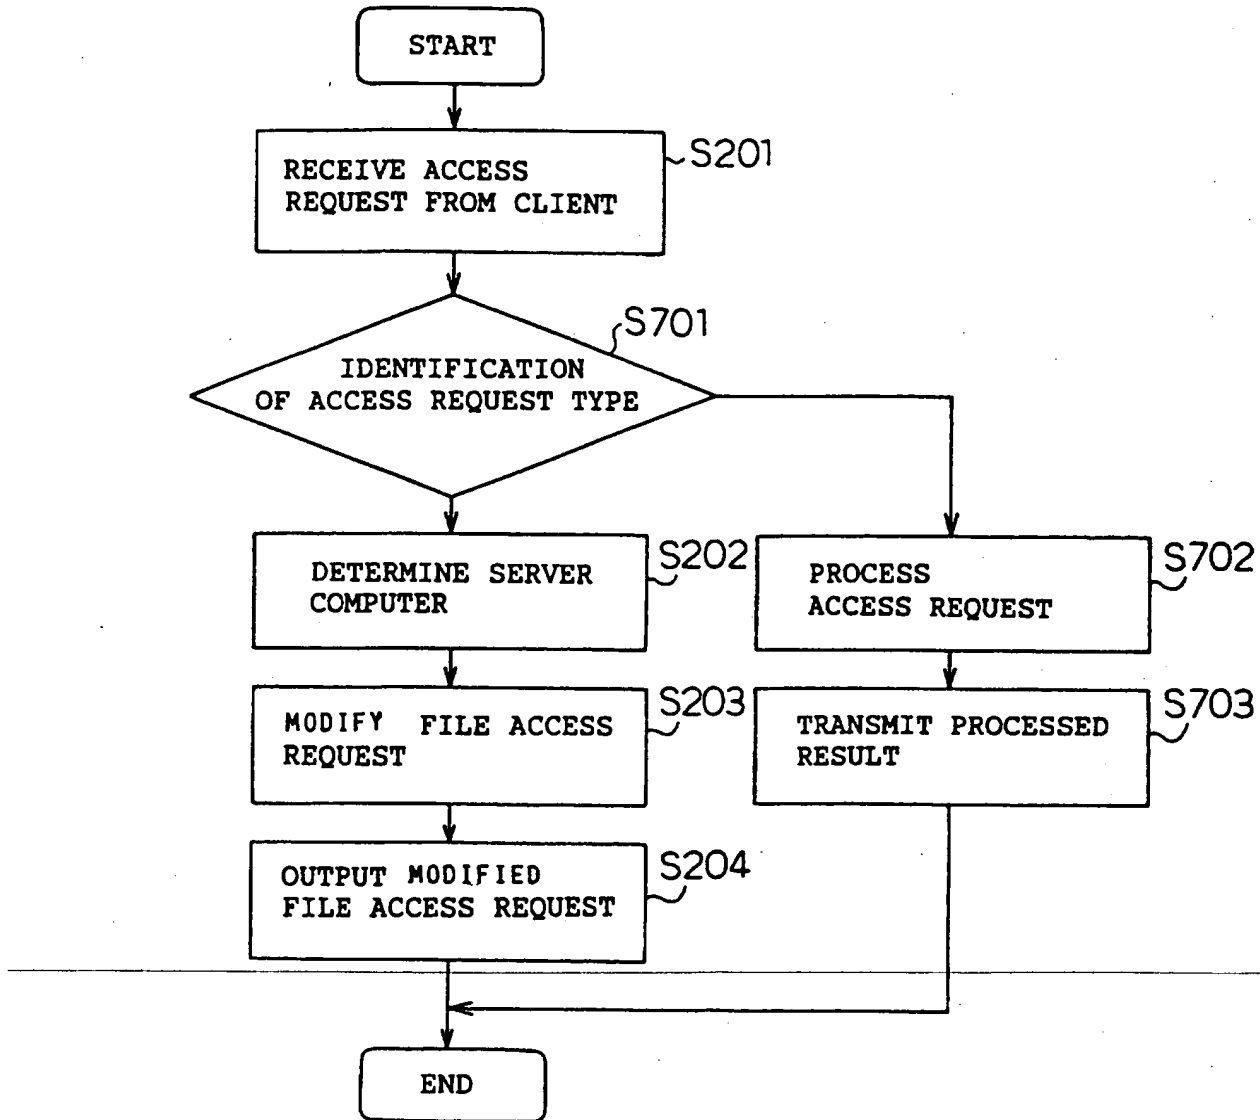 START
RECEIVE ACCESS
REQUEST FROM CLIENT
S201
S701
IDENTIFICATION
OF ACCESS REQUEST TYPE
DETERMINE SERVER
COMPUTER
S202
PROCESS
ACCESS REQUEST
S702
MODIFY FILE ACCESS
REQUEST
S203
TRANSMIT PROCESSED
RESULT
S703
OUTPUT MODIFIED
FILE ACCESS REQUEST
S204
END